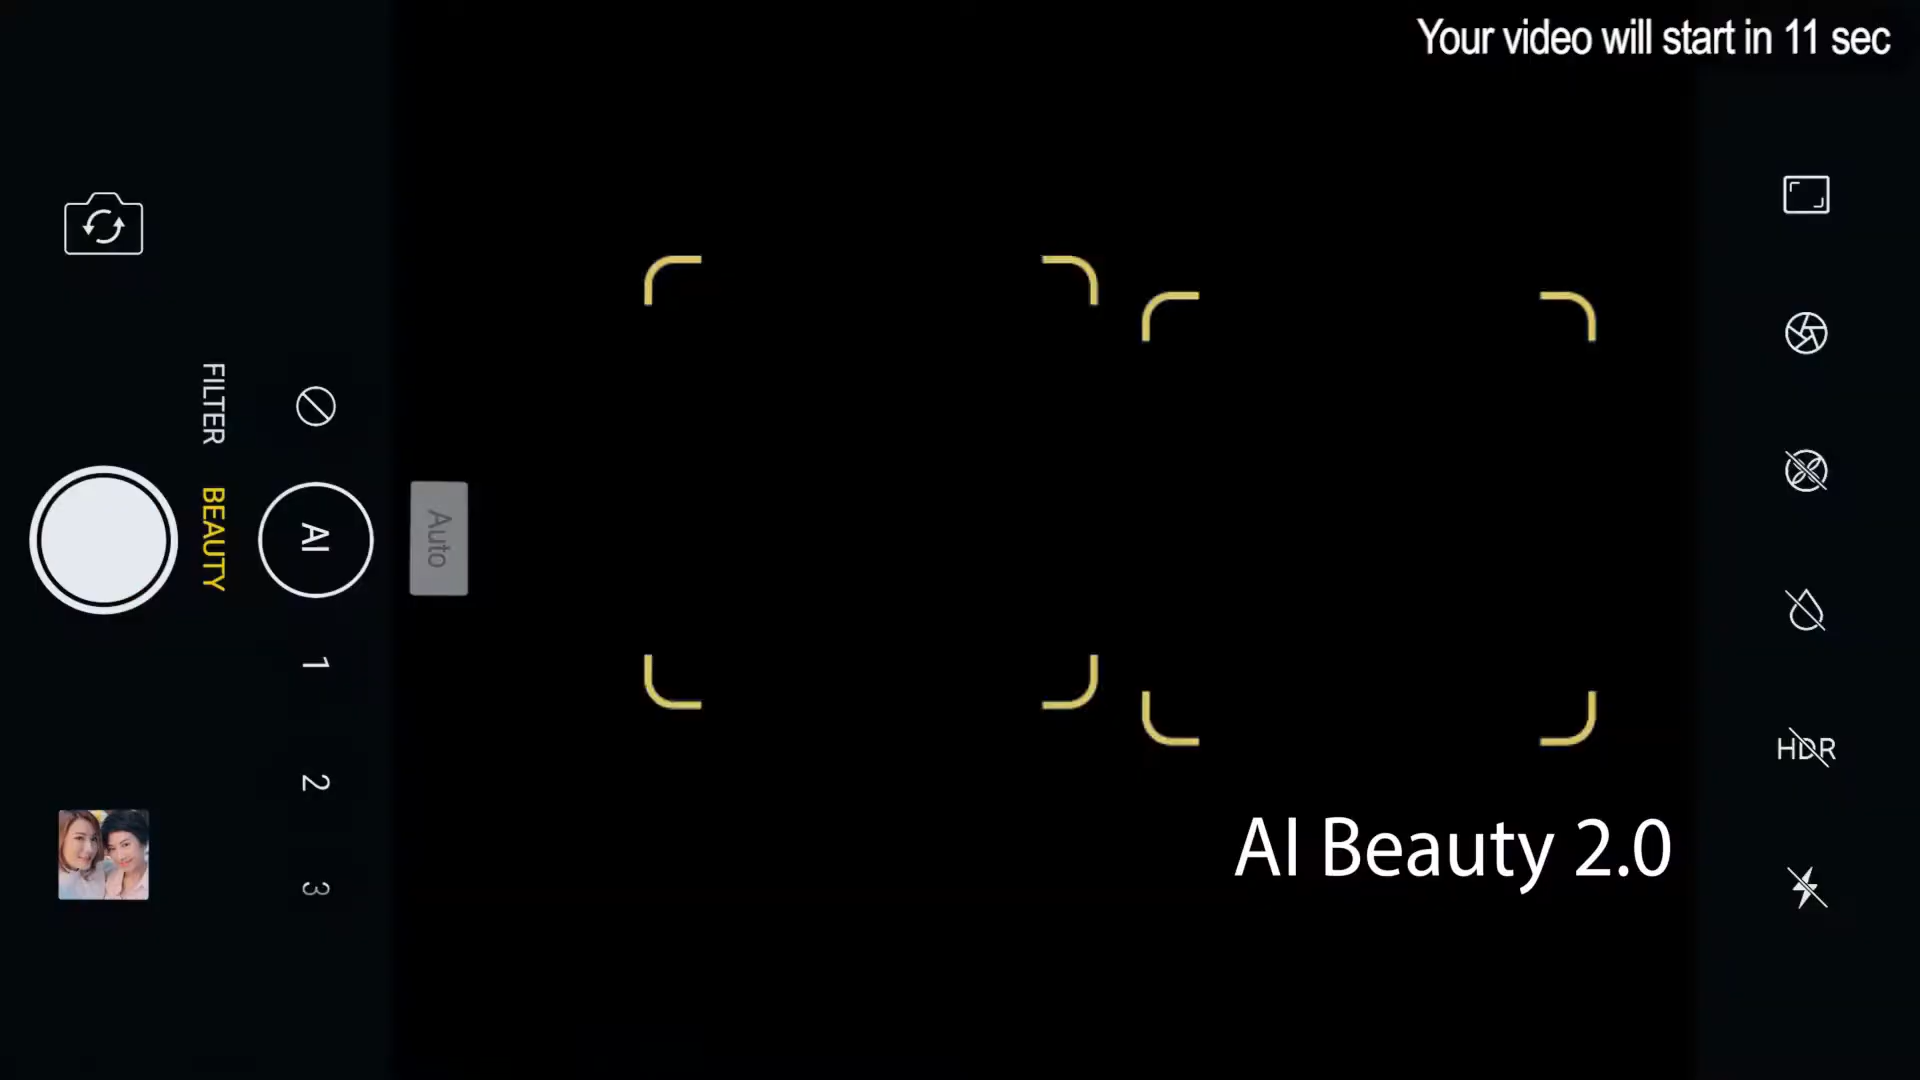 Your video will start in 11 sec
FILTER
BEAUTY
AI
1
2
3
Auto
HDR
AI Beauty 2.0